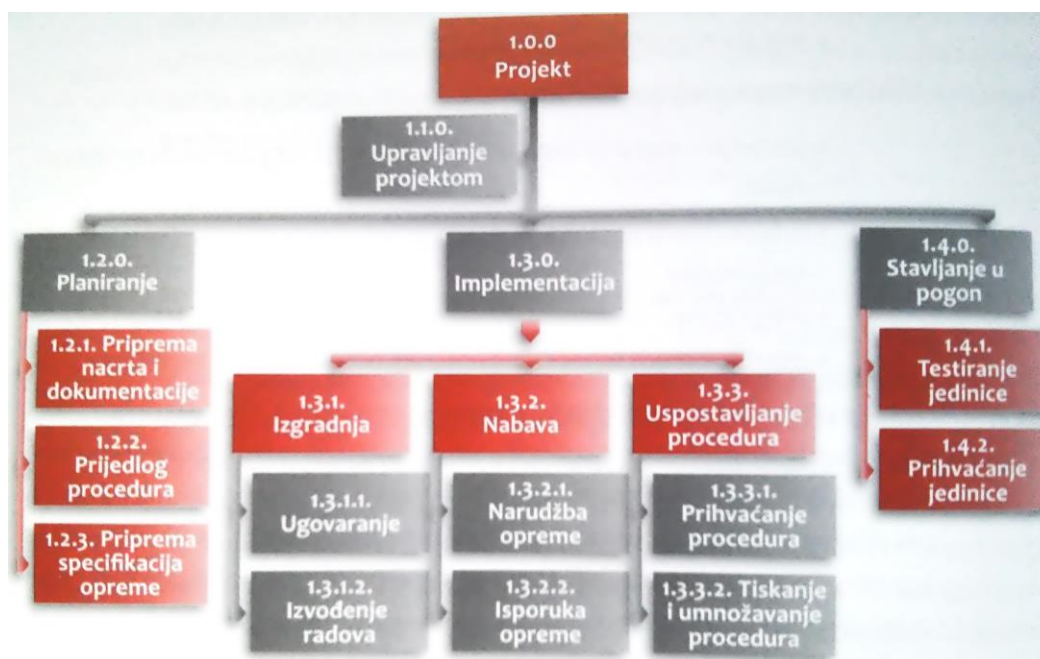 1.0.0
Projekt
1.1.0.
Upravljanje
projektom
1.2.0.
Planiranje
1.2.1. Priprema
nacrta i
dokumentacije
1.2.2.
Prijedlog
procedura
1.2.3. Priprema
specifikacija
opreme
1.3.0.
Implementacija
1.3.1.
Izgradnja
1.3.1.1.
Ugovaranje
1.3.1.2.
Izvođenje
radova
1.3.2.
Nabava
1.3.2.1.
Narudžba
opreme
1.3.2.2.
Isporuka
opreme
1.3.3.
Uspostavljanje
procedura
1.3.3.1.
Prihvaćanje
procedura
1.3.3.2. Tiskanje
i umnožavanje
procedura
1.4.0.
Stavljanje u
pogon
1.4.1.
Testiranje
jedinice
1.4.2.
Prihvaćanje
jedinice